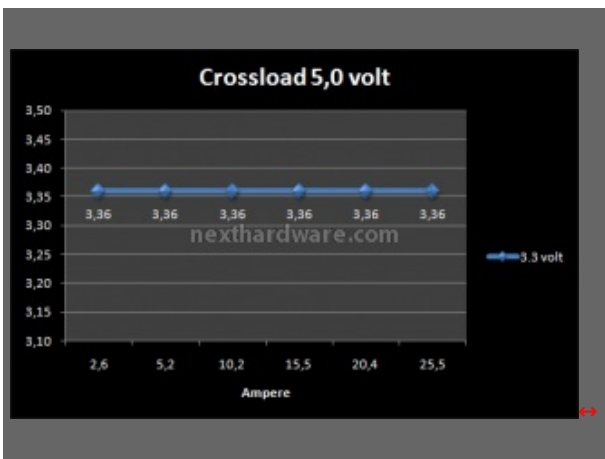 Crossload 5,0 volt
3,50
3,45
3,40
3,35
3,30
3,25
3,20
3,15
3,10
3,36 3,36 3,36 3,36 3,36 3,36
nexthardware.com
3.3 volt
2,6 5,2 10,2 15,5 20,4 25,5
Ampere